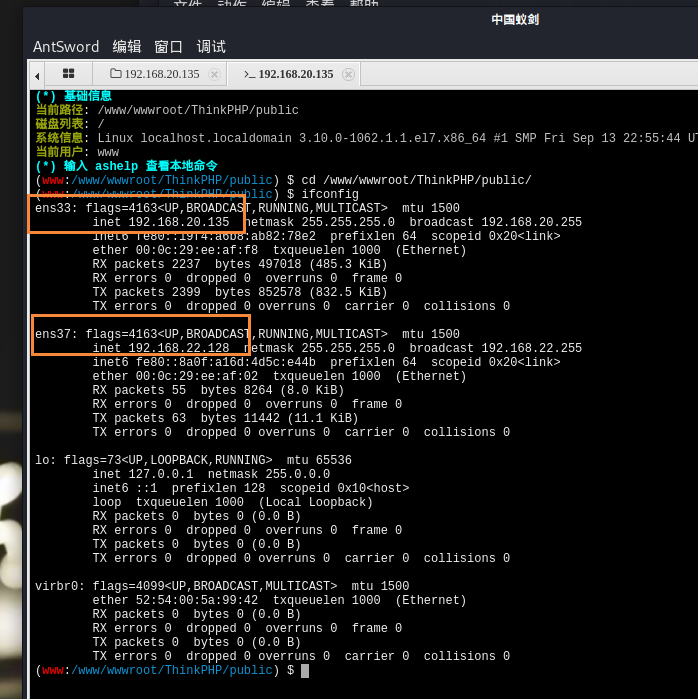 文件 动作 编辑 查看 帮助
中国蚁剑
AntSword 编辑 窗口 调试
192.168.20.135 192.168.20.135
(*) 基础信息
当前路径: /www/wwwroot/ThinkPHP/public
磁盘列表: /
系统信息: Linux localhost.localdomain 3.10.0-1062.1.1.el7.x86_64 #1 SMP Fri Sep 13 22:55:44 U
当前用户: www
(*) 输入 ashelp 查看本地命令
(www:/www/wwwroot/ThinkPHP/public) $ cd /www/wwwroot/ThinkPHP/public/
(www:/www/wwwroot/ThinkPHP/public) $ ifconfig
ens33: flags=4163<UP,BROADCAST,RUNNING,MULTICAST> mtu 1500
inet 192.168.20.135 netmask 255.255.255.0 broadcast 192.168.20.255
inet6 fe80::19f4:a6b8:ab82:78e2 prefixlen 64 scopeid 0x20<link>
ether 00:0c:29:ee:af:f8 txqueuelen 1000 (Ethernet)
RX packets 2237 bytes 497018 (485.3 KiB)
RX errors 0 dropped 0 overruns 0 frame 0
TX packets 2399 bytes 852578 (832.5 KiB)
TX errors 0 dropped 0 overruns 0 carrier 0 collisions 0
ens37: flags=4163<UP,BROADCAST,RUNNING,MULTICAST> mtu 1500
inet 192.168.22.128 netmask 255.255.255.0 broadcast 192.168.22.255
inet6 fe80::8a0f:a16d:4d5c:e44b prefixlen 64 scopeid 0x20<link>
ether 00:0c:29:ee:af:02 txqueuelen 1000 (Ethernet)
RX packets 55 bytes 8264 (8.0 KiB)
RX errors 0 dropped 0 overruns 0 frame 0
TX packets 63 bytes 11442 (11.1 KiB)
TX errors 0 dropped 0 overruns 0 carrier 0 collisions 0
lo: flags=73<UP,LOOPBACK,RUNNING> mtu 65536
inet 127.0.0.1 netmask 255.0.0.0
inet6 ::1 prefixlen 128 scopeid 0x10<host>
loop txqueuelen 1000 (Local Loopback)
RX packets 0 bytes 0 (0.0 B)
RX errors 0 dropped 0 overruns 0 frame 0
TX packets 0 bytes 0 (0.0 B)
TX errors 0 dropped 0 overruns 0 carrier 0 collisions 0
virbr0: flags=4099<UP,BROADCAST,MULTICAST> mtu 1500
ether 52:54:00:5a:99:42 txqueuelen 1000 (Ethernet)
RX packets 0 bytes 0 (0.0 B)
RX errors 0 dropped 0 overruns 0 frame 0
TX packets 0 bytes 0 (0.0 B)
TX errors 0 dropped 0 overruns 0 carrier 0 collisions 0
(www:/www/wwwroot/ThinkPHP/public) $